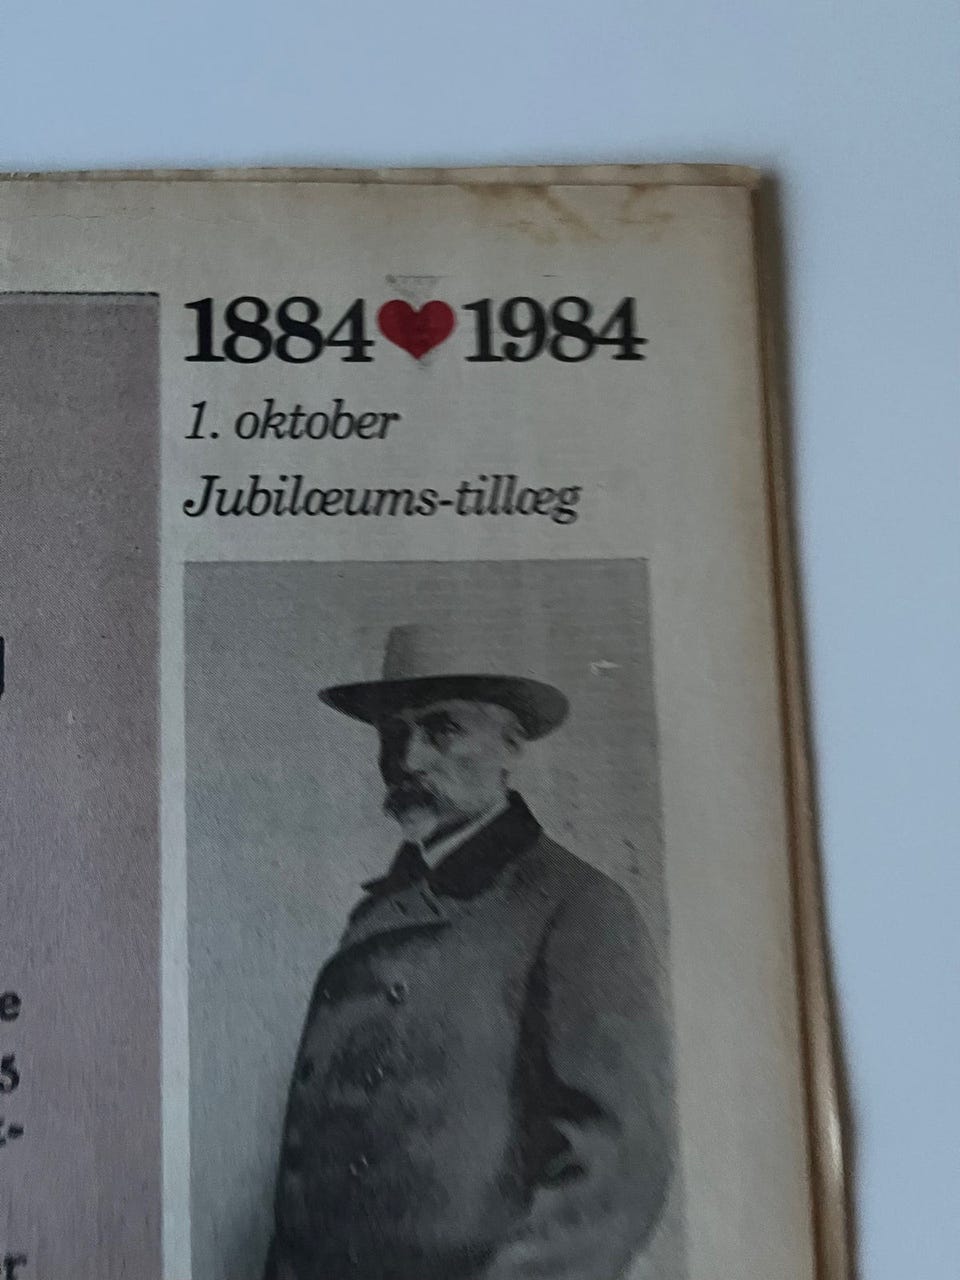 1884 ♥ 1984
1. oktober
Jubilæums-tillæg
e
s
r